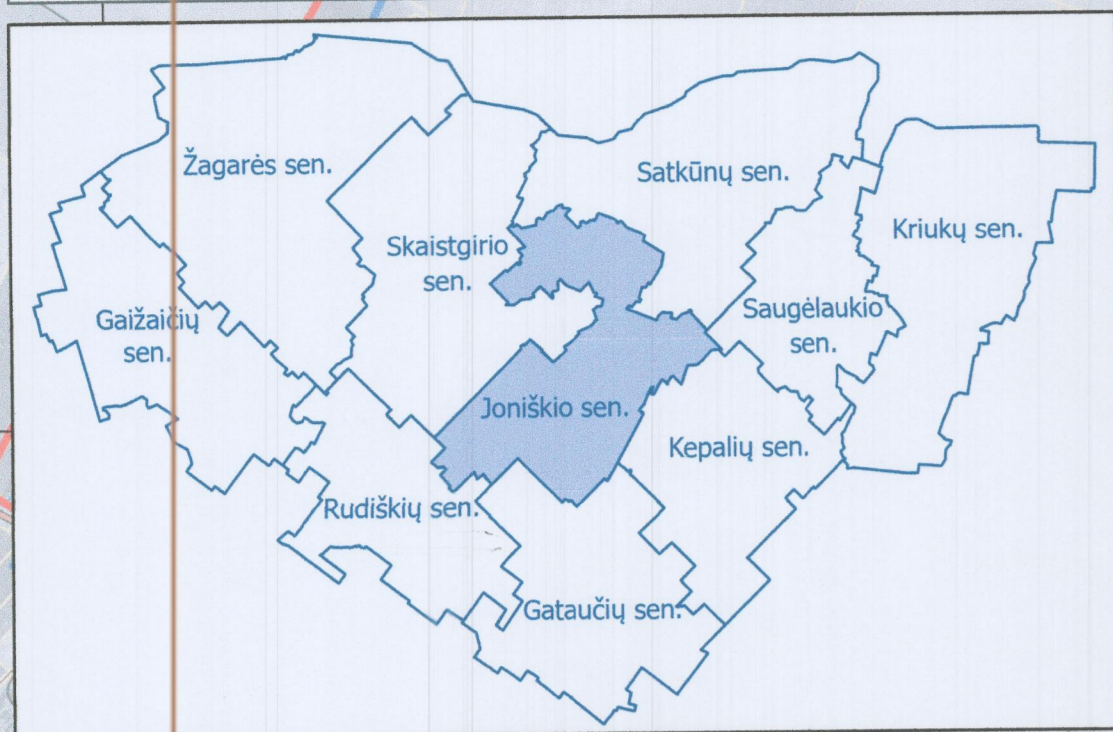 Žagarės sen.
Satkūnų sen.
Kriukų sen.
Skaistgirio
sen.
Gaižaičių
sen.
Saugėlaukio
sen.
Joniškio sen.
Kepalių sen.
Rudiškių sen.
Gataučių sen.